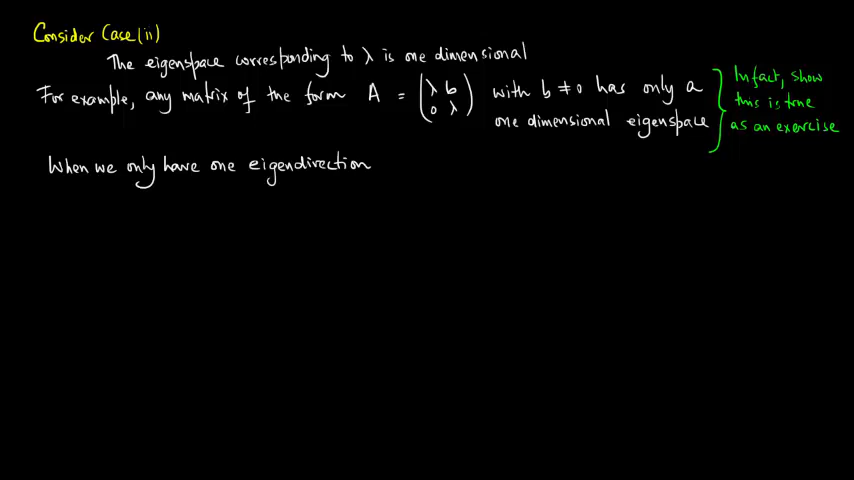 Consider Case (ii)
The eigenspace corresponding to λ is one dimensional
For example, any matrix of the form A = (λ b
0 λ) with b ≠ 0 has only a
one dimensional eigenspace
Infact, show
this is true
as an exercise
When we only have one eigendirection